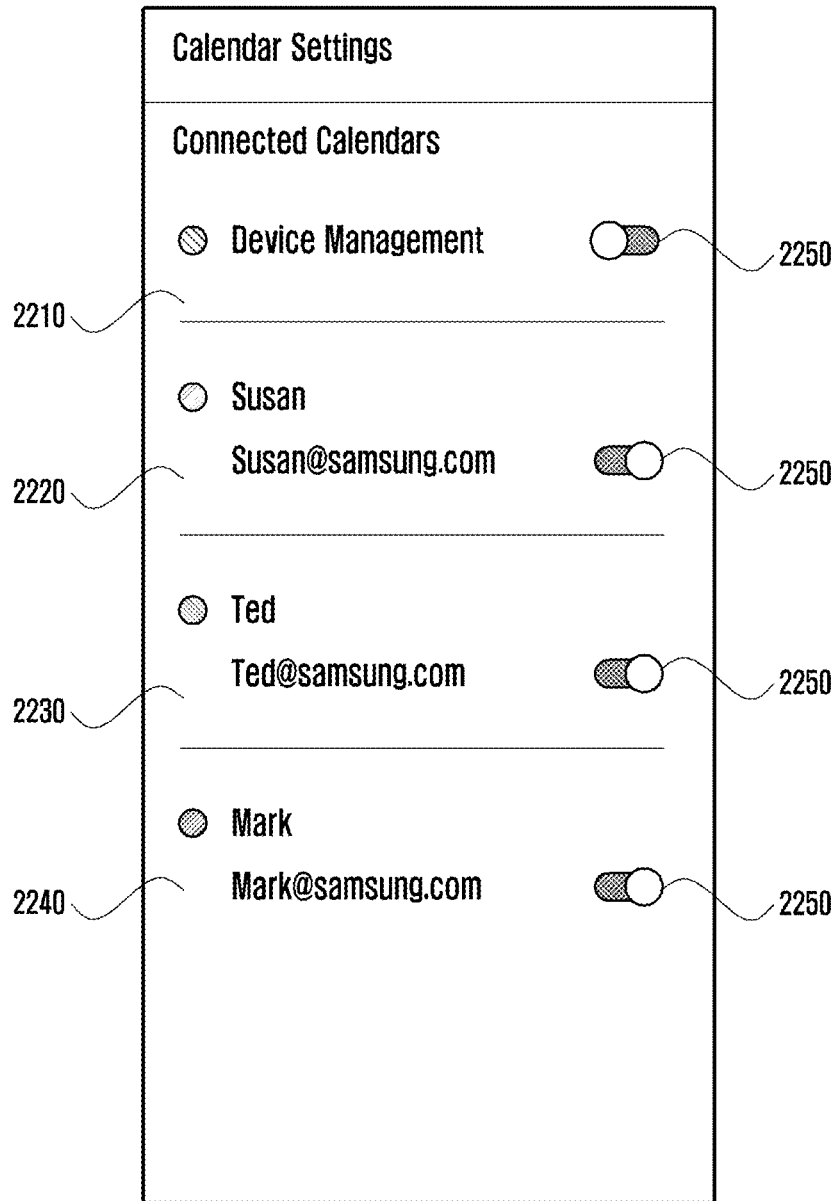 Calendar Settings
Connected Calendars
Device Management
2250
2210
Susan
Susan@samsung.com
2250
2220
Ted
Ted@samsung.com
2250
2230
Mark
Mark@samsung.com
2250
2240